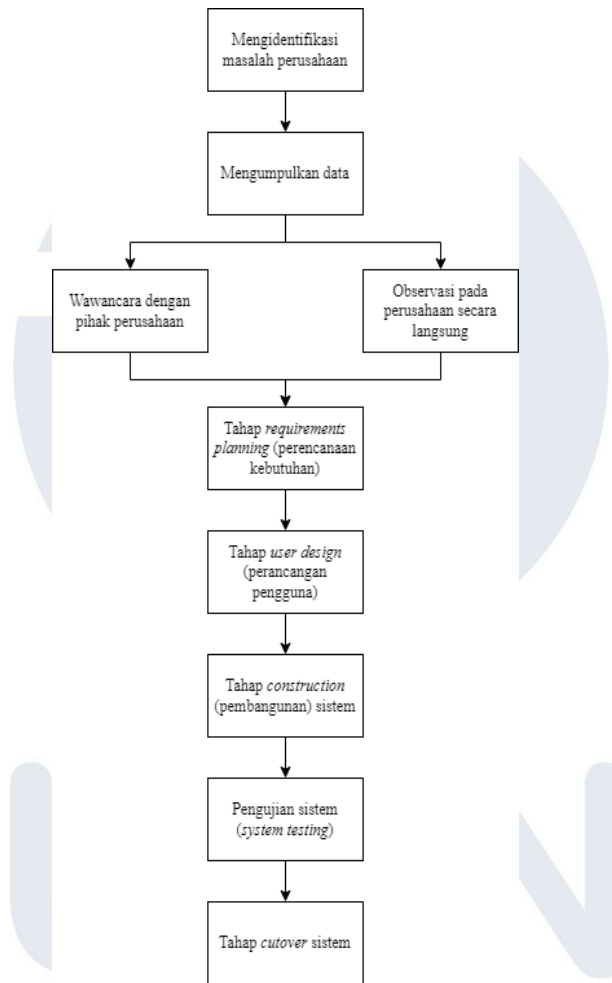 Mengidentifikasi
masalah perusahaan
Mengumpulkan data
Wawancara dengan
pihak perusahaan
Observasi pada
perusahaan secara
langsung
Tahap requirements
planning (perencanaan
kebutuhan)
Tahap user design
(perancangan
pengguna)
Tahap construction
(pembangunan) sistem
Pengujian sistem
(system testing)
Tahap cutover sistem